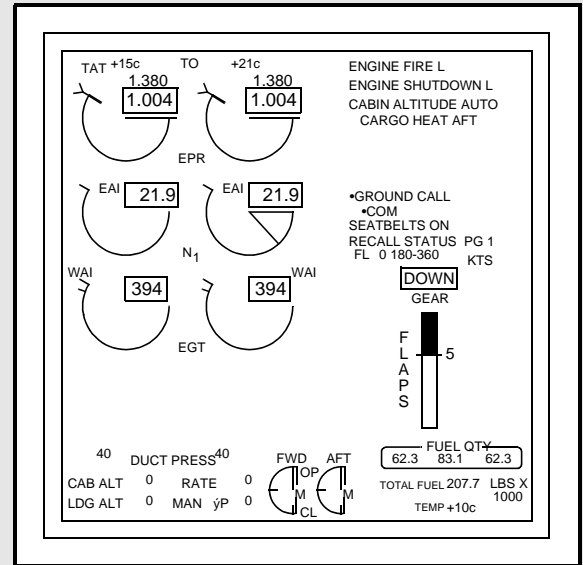 TAT +15c TO +21c
1.380 1.380
1.004 1.004
EPR
EAI 21.9 EAI 21.9
N1
WAI WAI
394 394
EGT
ENGINE FIRE L
ENGINE SHUTDOWN L
CABIN ALTITUDE AUTO
CARGO HEAT AFT
•GROUND CALL
•COM
SEATBELTS ON
RECALL STATUS PG 1
FL 0 180-360 KTS
DOWN
GEAR
FLAPS
5
40 DUCT PRESS 40
CAB ALT 0 RATE 0
LDG ALT 0 MAN ýP 0
FWD AFT
OP
M M
CL
FUEL QTY
62.3 83.1 62.3
TOTAL FUEL 207.7 LBS X
1000
TEMP +10c